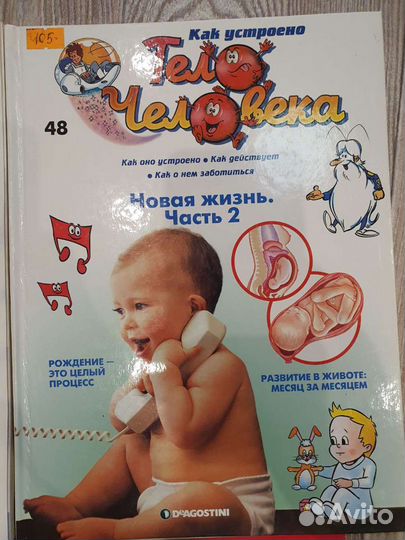 105-
Как устроено
Тело
Человека
48
Как оно устроено • Как действует
• Как о нем заботиться
Новая жизнь.
Часть 2
РОЖДЕНИЕ –
ЭТО ЦЕЛЫЙ
ПРОЦЕСС
РАЗВИТИЕ В ЖИВОТЕ:
МЕСЯЦ ЗА МЕСЯЦЕМ
DeAGOSTINI
Avito